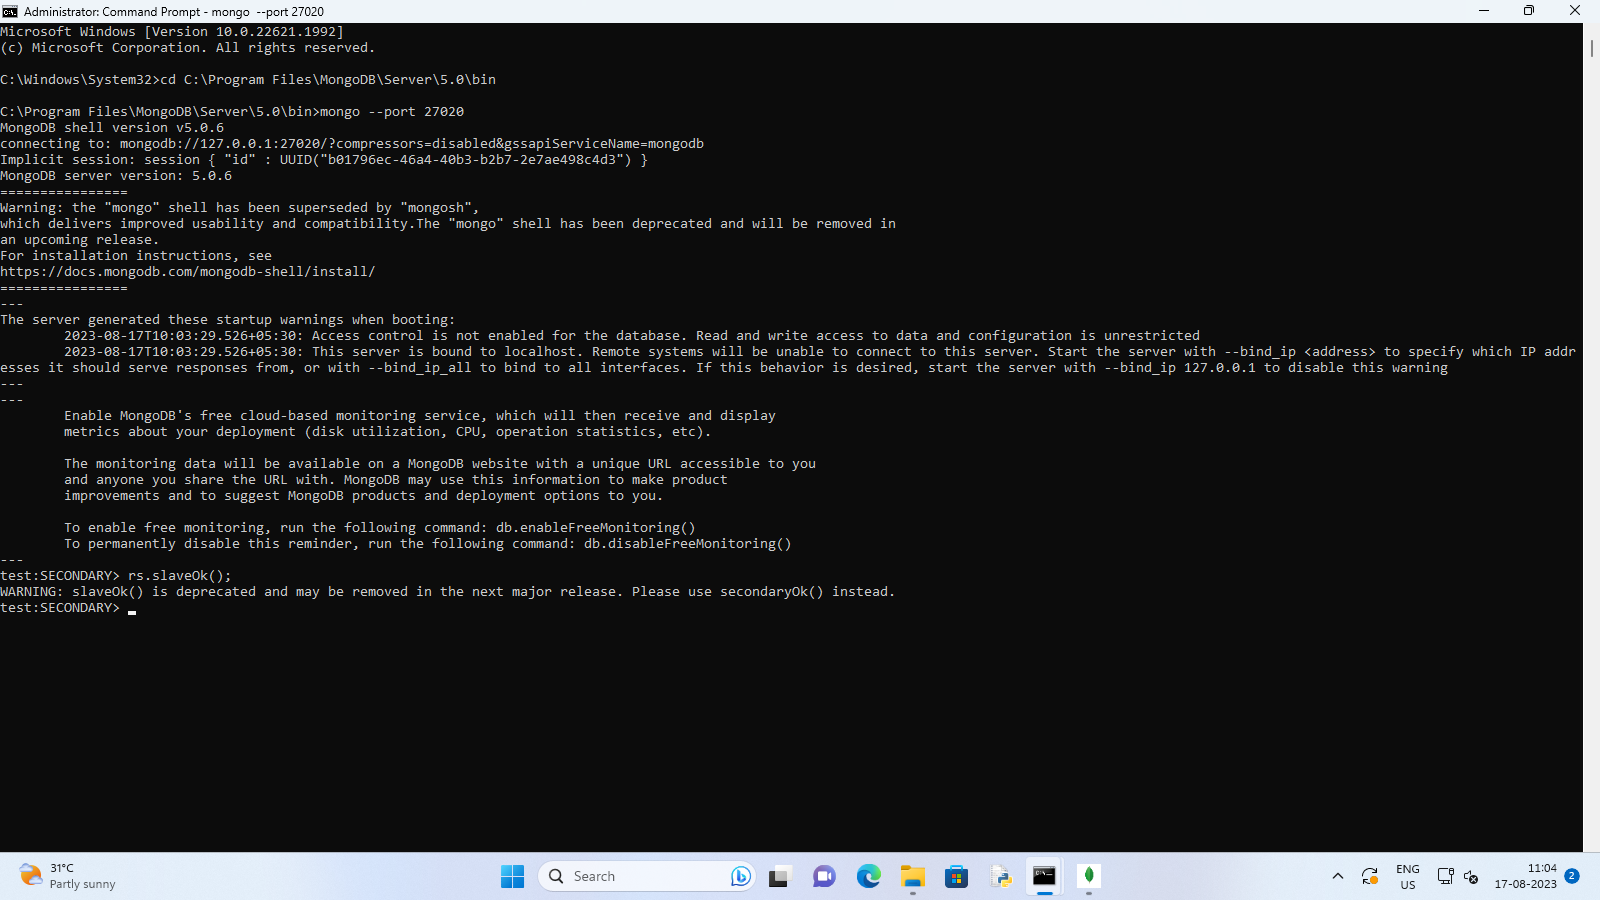 Administrator: Command Prompt - mongo  --port 27020
Microsoft Windows [Version 10.0.22621.1992]
(c) Microsoft Corporation. All rights reserved.
C:\Windows\System32>cd C:\Program Files\MongoDB\Server\5.0\bin
C:\Program Files\MongoDB\Server\5.0\bin>mongo --port 27020
MongoDB shell version v5.0.6
connecting to: mongodb://127.0.0.1:27020/?compressors=disabled&gssapiServiceName=mongodb
Implicit session: session { "id" : UUID("b01796ec-46a4-40b3-b2b7-2e7ae498c4d3") }
MongoDB server version: 5.0.6
================
Warning: the "mongo" shell has been superseded by "mongosh",
which delivers improved usability and compatibility.The "mongo" shell has been deprecated and will be removed in
an upcoming release.
For installation instructions, see
https://docs.mongodb.com/mongodb-shell/install/
================
---
The server generated these startup warnings when booting:
        2023-08-17T10:03:29.526+05:30: Access control is not enabled for the database. Read and write access to data and configuration is unrestricted
        2023-08-17T10:03:29.526+05:30: This server is bound to localhost. Remote systems will be unable to connect to this server. Start the server with --bind_ip <address> to specify which IP addr
esses it should serve responses from, or with --bind_ip_all to bind to all interfaces. If this behavior is desired, start the server with --bind_ip 127.0.0.1 to disable this warning
---
---
        Enable MongoDB's free cloud-based monitoring service, which will then receive and display
        metrics about your deployment (disk utilization, CPU, operation statistics, etc).
        The monitoring data will be available on a MongoDB website with a unique URL accessible to you
        and anyone you share the URL with. MongoDB may use this information to make product
        improvements and to suggest MongoDB products and deployment options to you.
        To enable free monitoring, run the following command: db.enableFreeMonitoring()
        To permanently disable this reminder, run the following command: db.disableFreeMonitoring()
---
test:SECONDARY> rs.slaveOk();
WARNING: slaveOk() is deprecated and may be removed in the next major release. Please use secondaryOk() instead.
test:SECONDARY>
31°C
Partly sunny
Search
ENG
US
11:04
17-08-2023
2